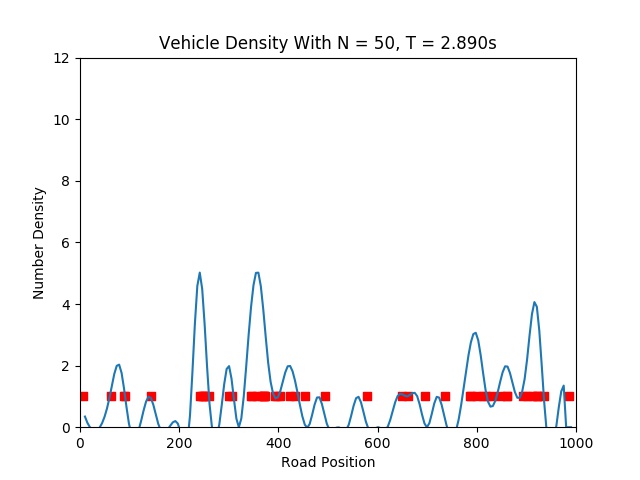 Vehicle Density With N = 50, T = 2.890s
12
10
8
6
4
2
0
Number Density
0 200 400 600 800 1000
Road Position